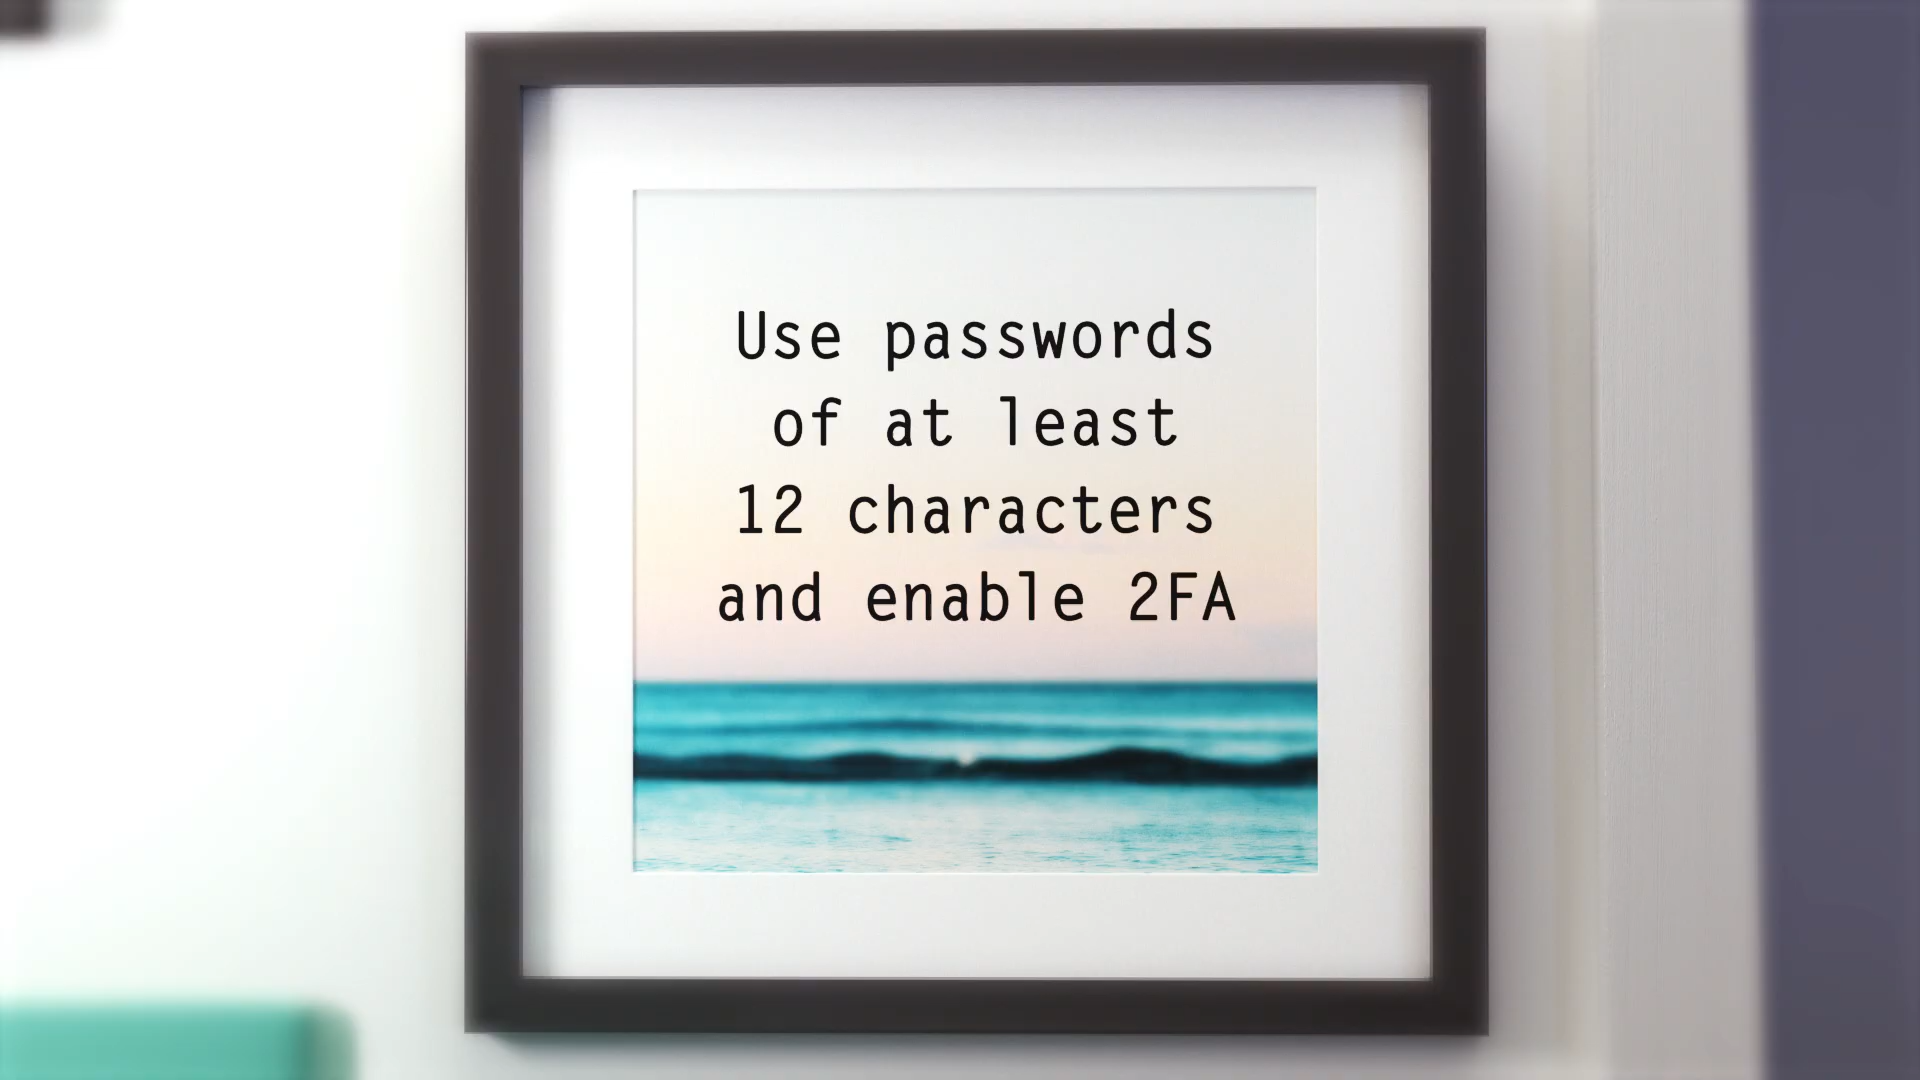 Use passwords
of at least
12 characters
and enable 2FA